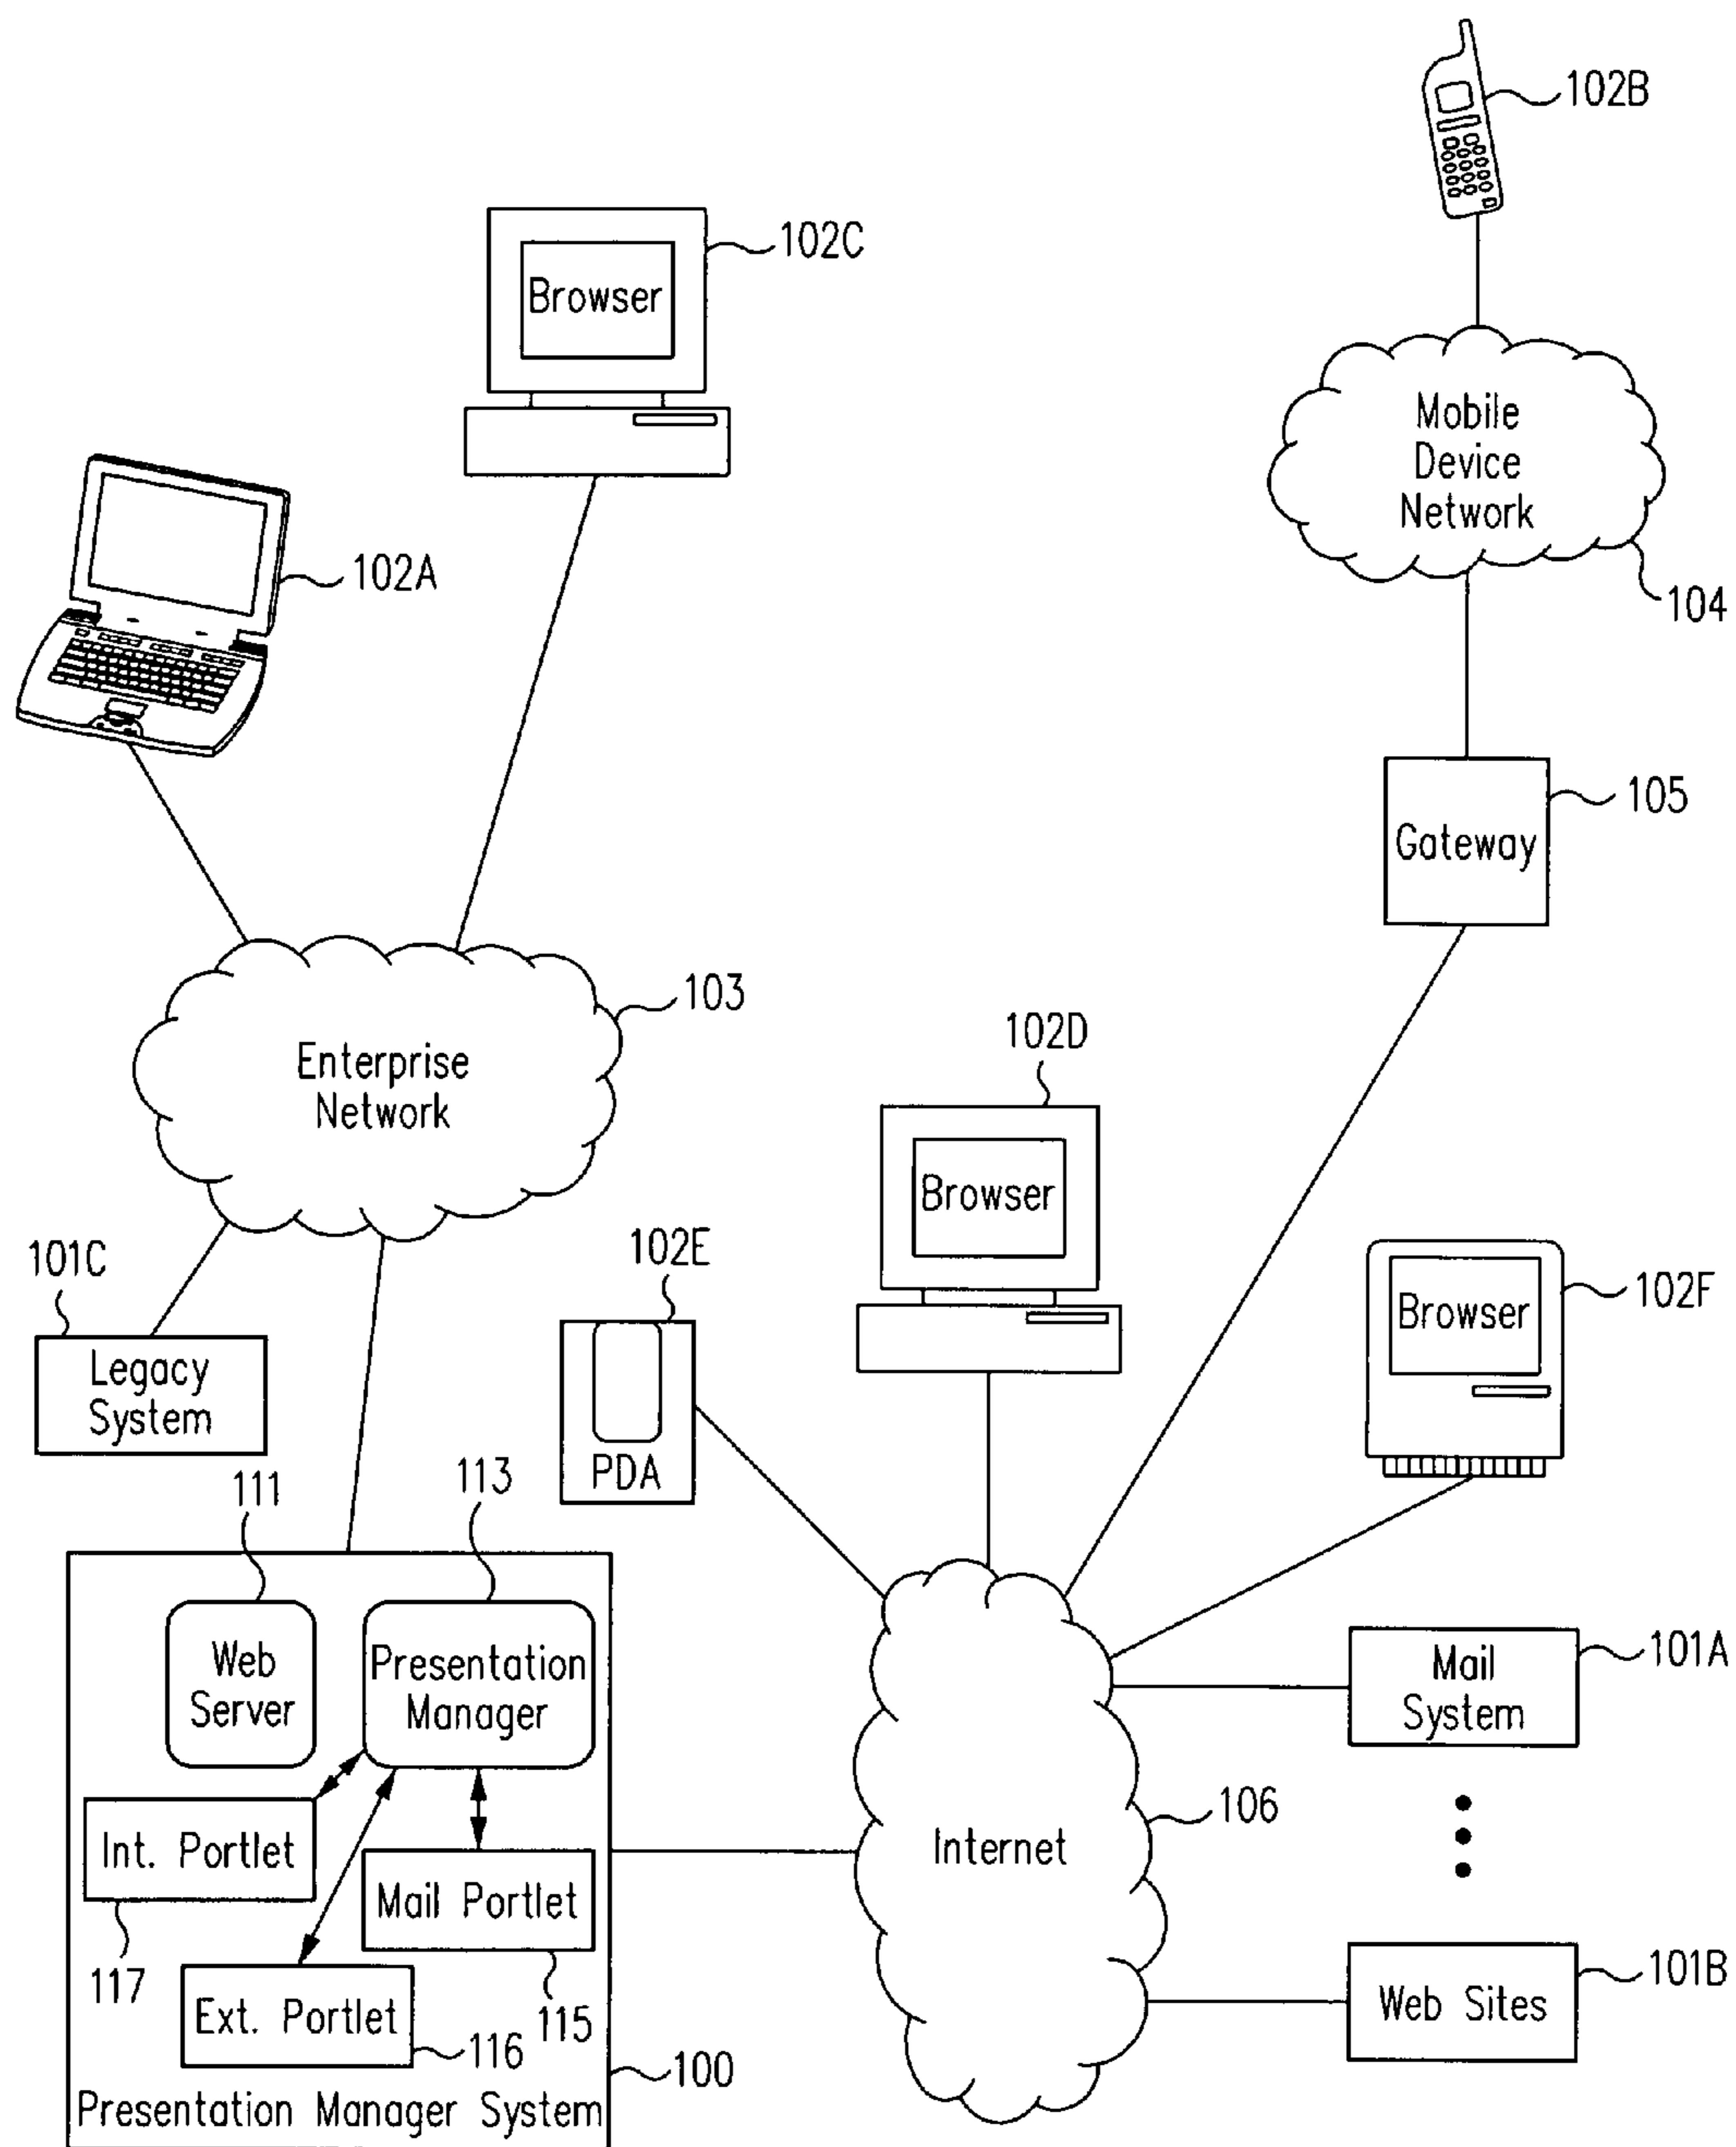 102B
102C
Browser
Mobile
Device
Network
102A
104
105
Gateway
103
Enterprise
Network
102D
Browser
101C
102E
102F
Browser
Legacy
System
PDA
111
113
Web
Server
Presentation
Manager
101A
Mail
System
106
Internet
Int. Portlet
Mail Portlet
117
115
Ext. Portlet
116
101B
Web Sites
100
Presentation Manager System